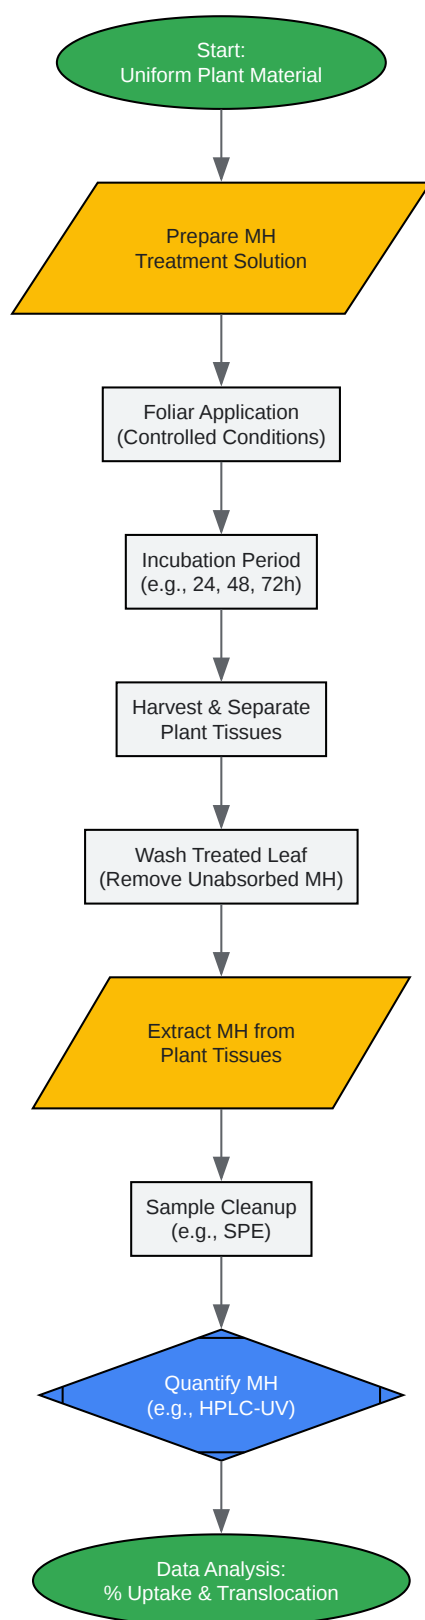 Start:
Uniform Plant Material
Prepare MH
Treatment Solution
Foliar Application
(Controlled Conditions)
Incubation Period
(e.g., 24, 48, 72h)
Harvest & Separate
Plant Tissues
Wash Treated Leaf
(Remove Unabsorbed MH)
Extract MH from
Plant Tissues
Sample Cleanup
(e.g., SPE)
Quantify MH
(e.g., HPLC-UV)
Data Analysis:
% Uptake & Translocation